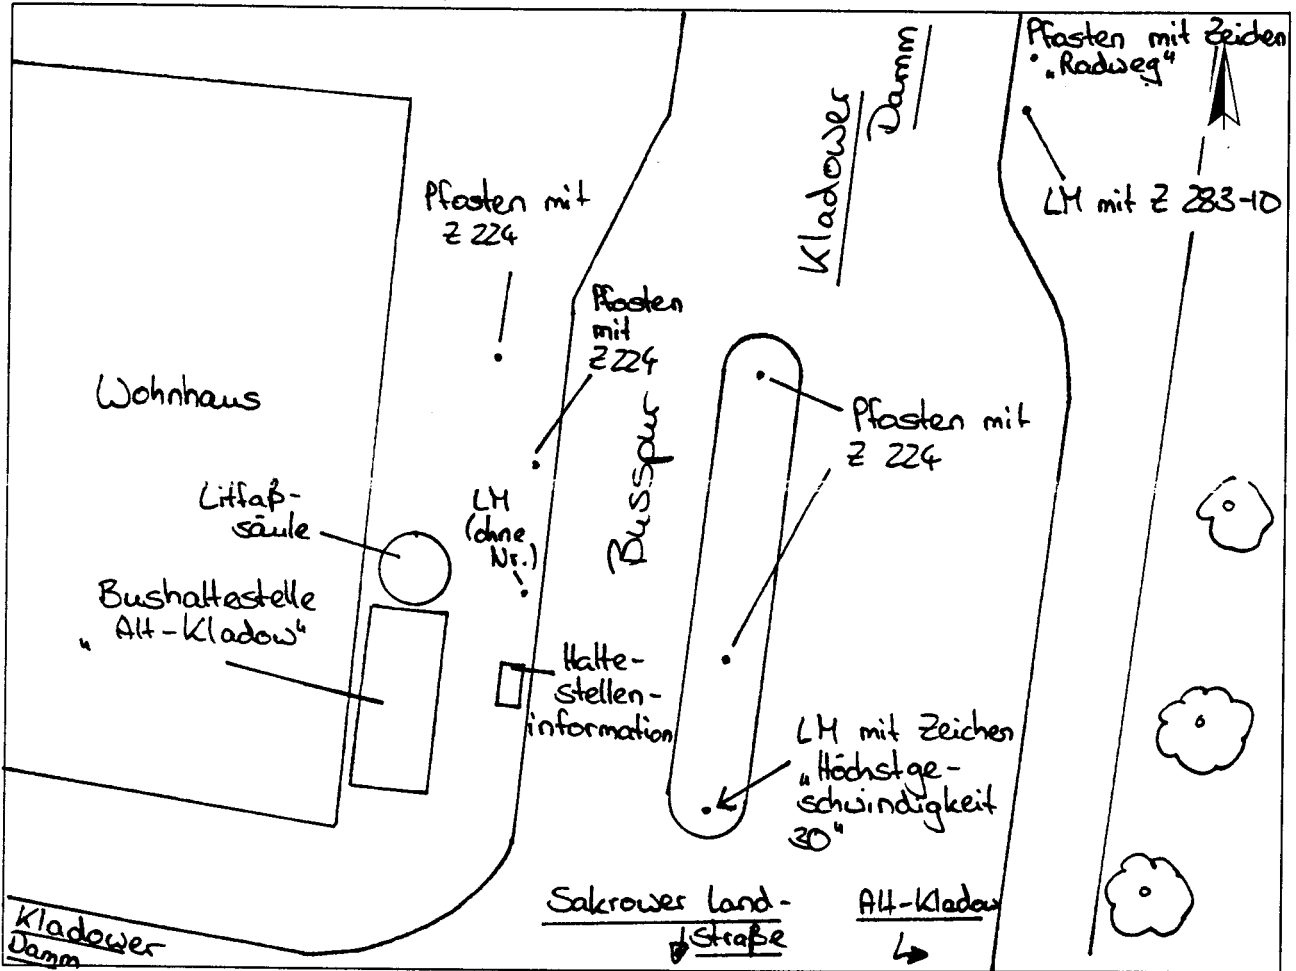 Pfosten mit Zeichen
"Radweg"
Kladower
Damm
LM mit Z 283-10
Pfosten mit
Z 224
Pfosten
mit
Z 224
Wohnhaus
Busspur
Pfosten mit
Z 224
Litfaß-
säule
LM
(ohne
Nr.)
Bushaltestelle
„Alt-Kladow“
Halte-
stellen-
information
LM mit Zeichen
„Höchstge-
schwindigkeit
30“
Sakrower Land-
straße
Alt-Kladow
Kladower
Damm